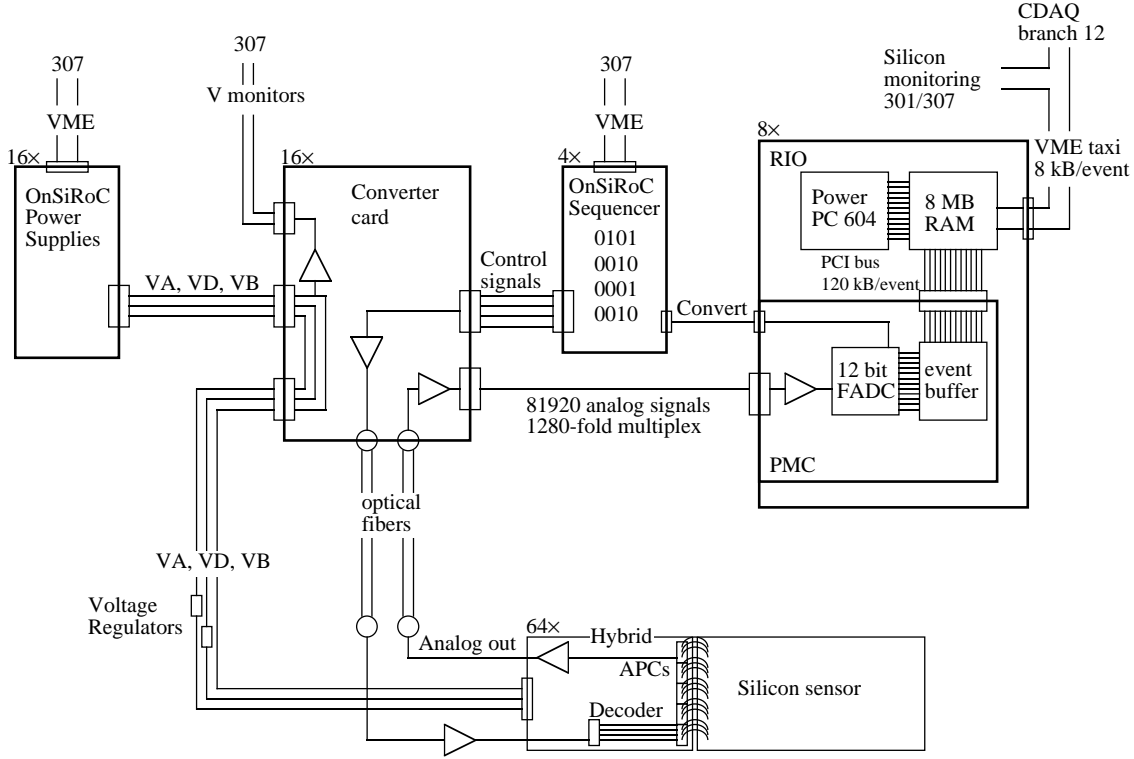 CDAQ
branch 12
307
307
307
Silicon
monitoring
301/307
V monitors
VME
VME
VME taxi
8 kB/event
16×
16×
4×
8×
OnSiRoC
Power
Supplies
Converter
card
OnSiRoC
Sequencer
0101
0010
0001
0010
RIO
Power
PC 604
8 MB
RAM
PCI bus
120 kB/event
VA, VD, VB
Control
signals
Convert
12 bit
FADC
event
buffer
81920 analog signals
1280-fold multiplex
PMC
optical
fibers
VA, VD, VB
Voltage
Regulators
64×
Hybrid
Analog out
APCs
Silicon sensor
Decoder